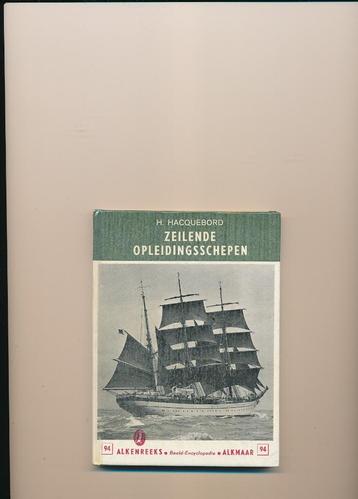 H. HACQUEBORD
ZEILENDE
OPLEIDINGSSCHEPEN
94 ALKENREEKS • Beeld-Encyclopedie • ALKMAAR 94